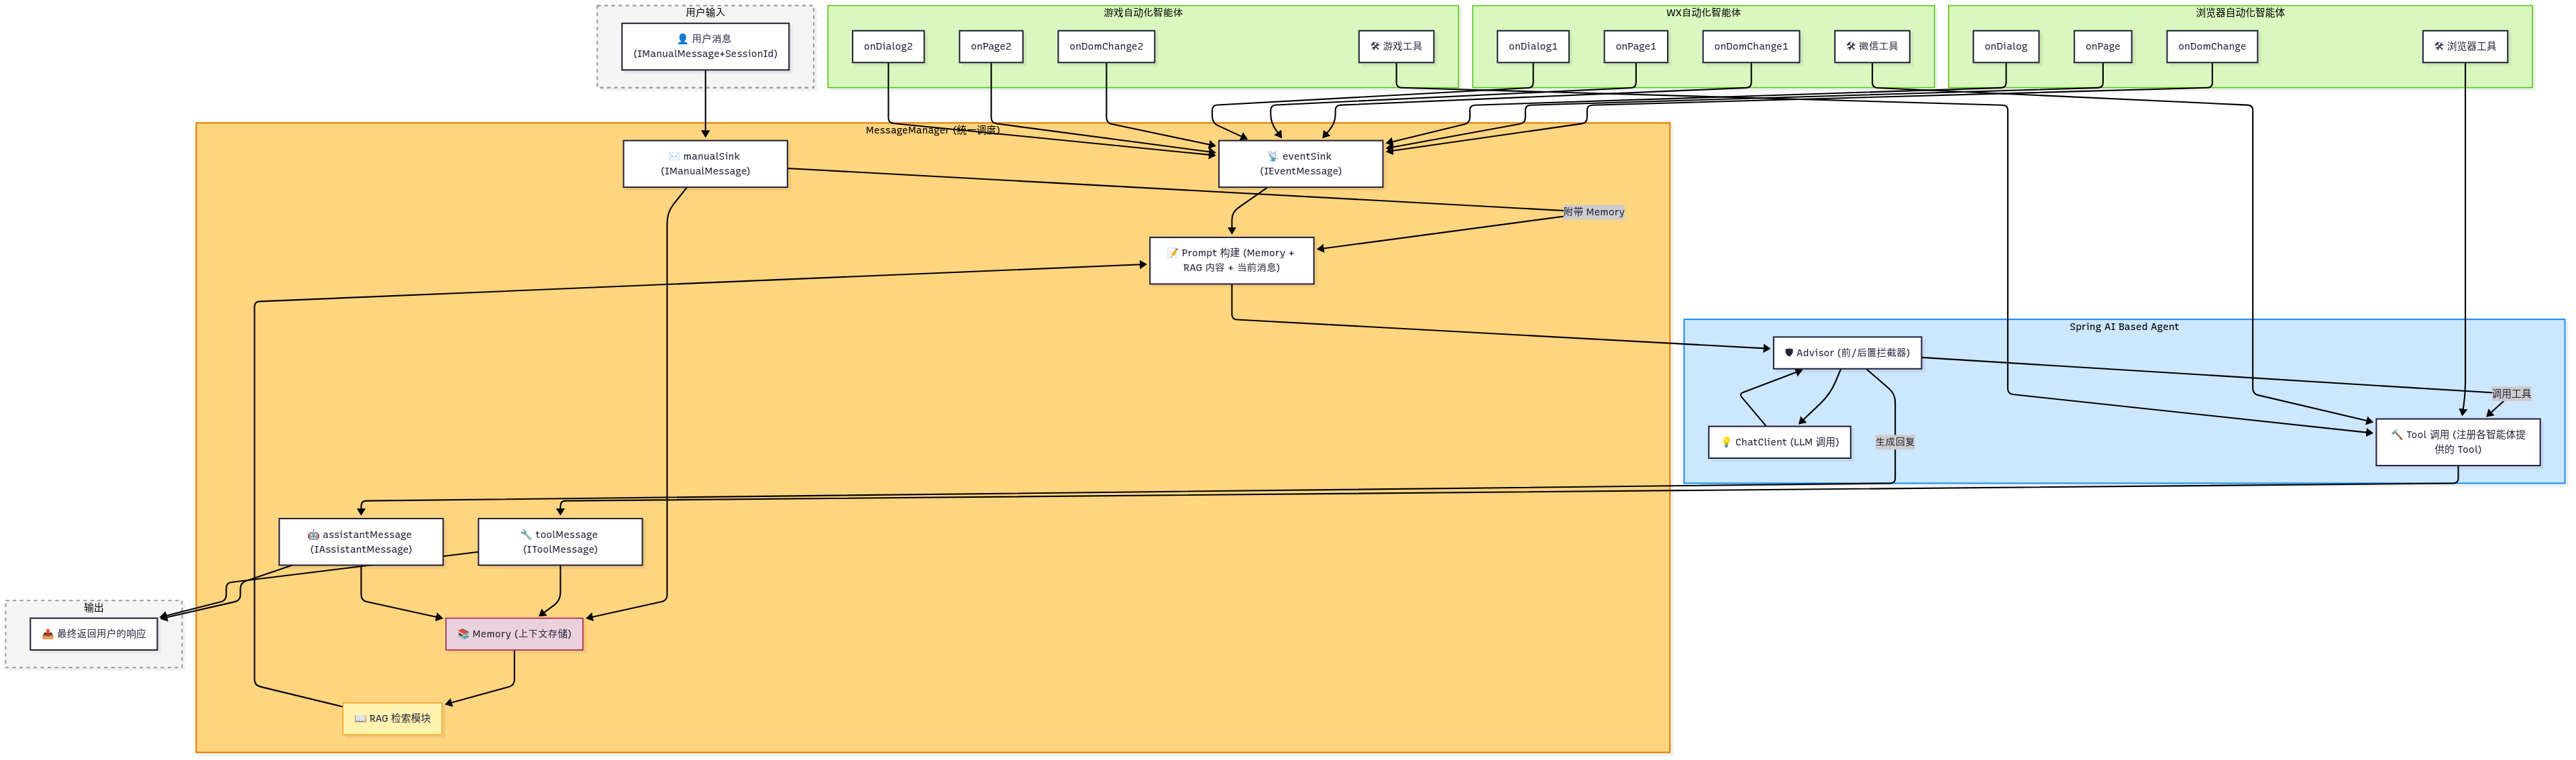 用户输入
👤 用户消息
(IManualMessage+SessionId)
游戏自动化智能体
onDialog2
onPage2
onDomChange2
🛠 游戏工具
WX自动化智能体
onDialog1
onPage1
onDomChange1
🛠 微信工具
浏览器自动化智能体
onDialog
onPage
onDomChange
🛠 浏览器工具
MessageManager (统一调度)
✉️ manualSink
(IManualMessage)
📡 eventSink
(IEventMessage)
附带 Memory
📝 Prompt 构建 (Memory +
RAG 内容 + 当前消息)
Spring AI Based Agent
🛡 Advisor (前/后置拦截器)
调用工具
💡 ChatClient (LLM 调用)
生成回复
🔨 Tool 调用 (注册各智能体提
供的 Tool)
🤖 assistantMessage
(IAssistantMessage)
🔧 toolMessage
(IToolMessage)
输出
📤 最终返回用户的响应
📚 Memory (上下文存储)
📖 RAG 检索模块